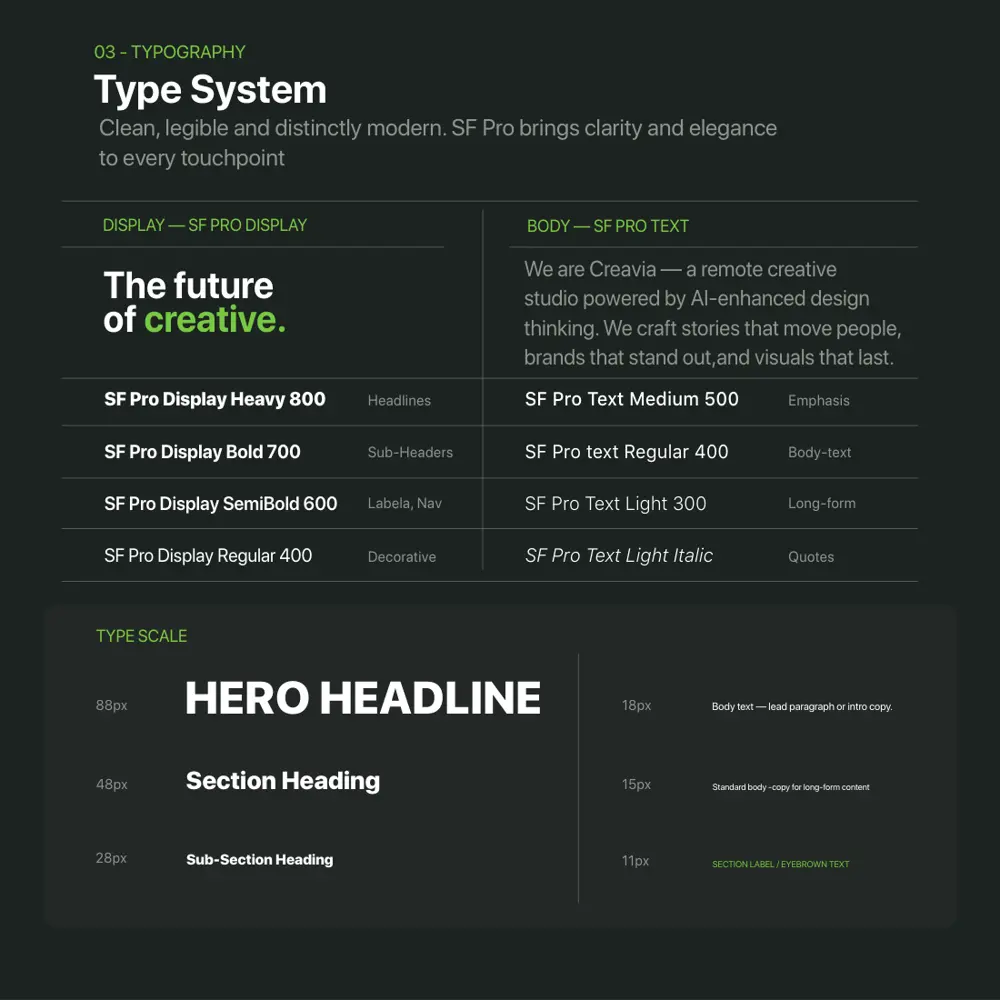 03 - TYPOGRAPHY
Type System
Clean, legible and distinctly modern. SF Pro brings clarity and elegance
to every touchpoint
DISPLAY — SF PRO DISPLAY
The future
of creative.
SF Pro Display Heavy 800 Headlines
SF Pro Display Bold 700 Sub-Headers
SF Pro Display SemiBold 600 Labela, Nav
SF Pro Display Regular 400 Decorative
BODY — SF PRO TEXT
We are Creavia — a remote creative
studio powered by AI-enhanced design
thinking. We craft stories that move people,
brands that stand out,and visuals that last.
SF Pro Text Medium 500 Emphasis
SF Pro text Regular 400 Body-text
SF Pro Text Light 300 Long-form
SF Pro Text Light Italic Quotes
TYPE SCALE
88px HERO HEADLINE
48px Section Heading
28px Sub-Section Heading
18px Body text — lead paragraph or intro copy.
15px Standard body -copy for long-form content
11px SECTION LABEL / EYEBROWN TEXT